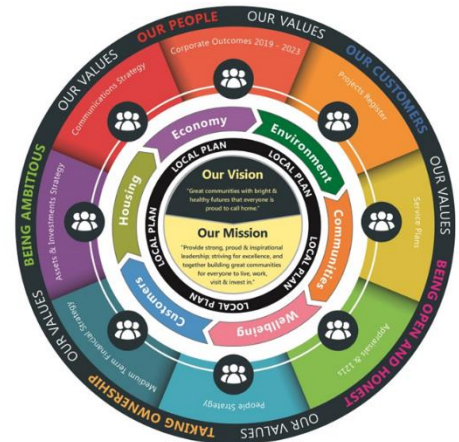 OUR VALUES
OUR PEOPLE
OUR VALUES
OUR CUSTOMERS
OUR VALUES
BEING OPEN AND HONEST
OUR VALUES
TAKING OWNERSHIP
OUR VALUES
BEING AMBITIOUS
Corporate Outcomes 2019 - 2023
Projects Register
Service Plans
Appraisals & 121s
People Strategy
Medium Term Financial Strategy
Assets & Investments Strategy
Communications Strategy
Economy
Environment
Communities
Wellbeing
Customers
Housing
LOCAL PLAN
LOCAL PLAN
LOCAL PLAN
LOCAL PLAN
LOCAL PLAN
LOCAL PLAN
Our Vision
"Great communities with bright &
healthy futures that everyone is
proud to call home."
Our Mission
"Provide strong, proud & inspirational
leadership; striving for excellence, and
together building great communities
for everyone to live, work,
visit & invest in."